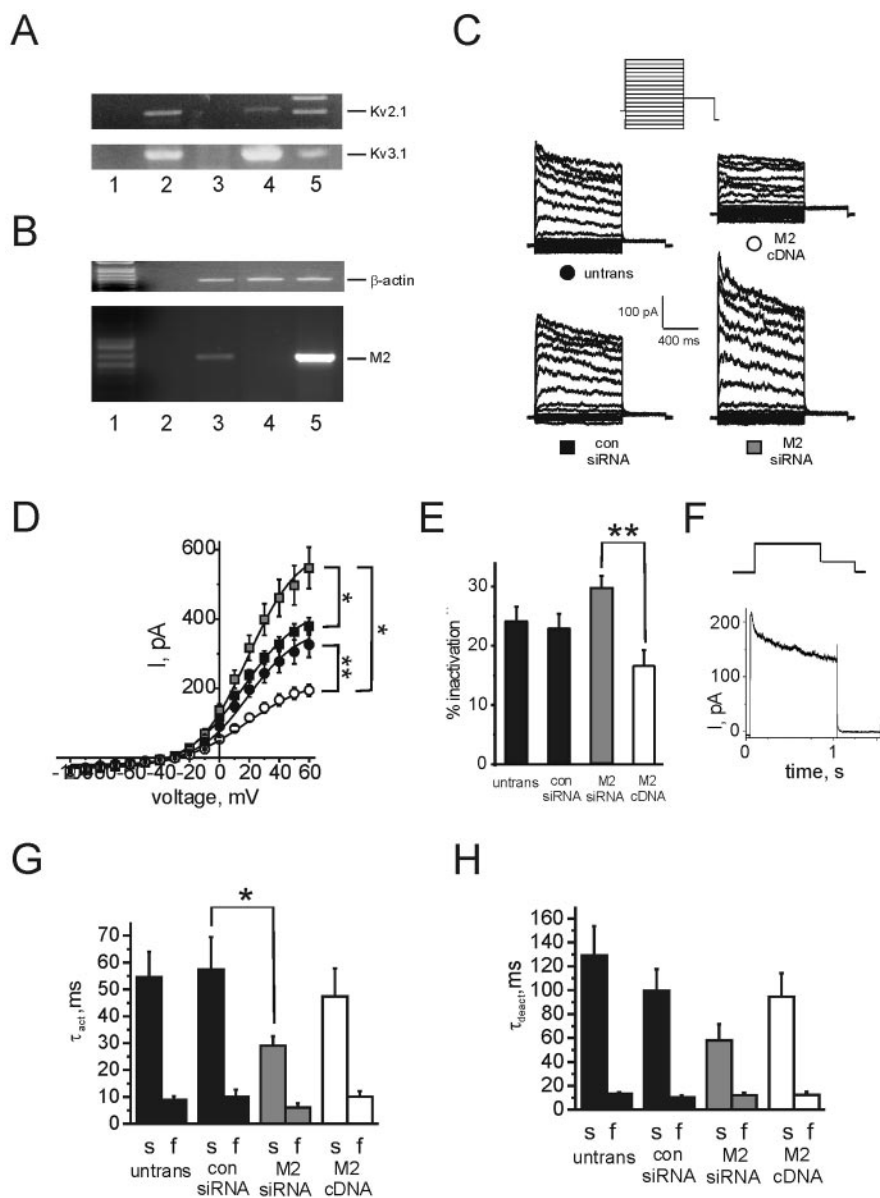 A
Kv2.1
Kv3.1
1 2 3 4 5
B
β-actin
M2
1 2 3 4 5
C
untrans
M2 cDNA
100 pA
400 ms
con siRNA
M2 siRNA
D
I, pA
600
400
200
-100 -80 -60 -40 -20 0 20 40 60
voltage, mV
*
**
*
E
% inactivation
30
20
10
0
**
untrans
con siRNA
M2 siRNA
M2 cDNA
F
I, pA
200
100
0
0 1
time, s
G
τact,ms
70
60
50
40
30
20
10
0
*
s f s f s f s f
untrans
con siRNA
M2 siRNA
M2 cDNA
H
τdeact,ms
160
140
120
100
80
60
40
20
0
s f s f s f s f
untrans
con siRNA
M2 siRNA
M2 cDNA